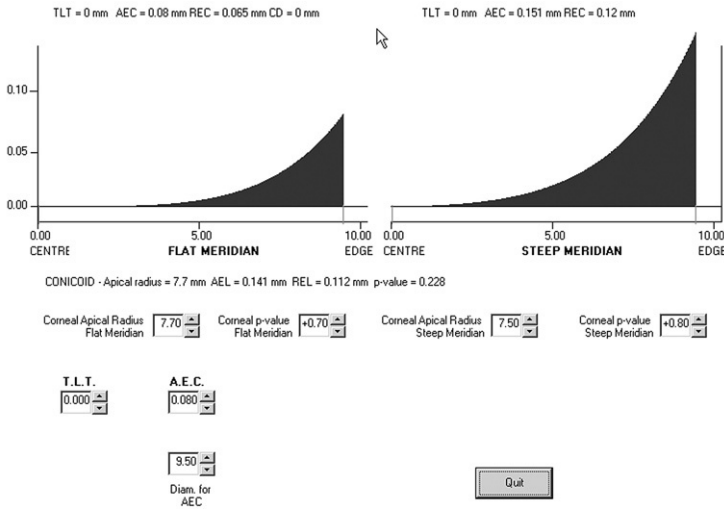 TLT = 0 mm AEC = 0.08 mm REC = 0.065 mm CD = 0 mm
TLT = 0 mm AEC = 0.151 mm REC = 0.12 mm
0.10
0.05
0.00
0.00 5.00 10.00
CENTRE FLAT MERIDIAN EDGE
0.00 5.00 10.00
CENTRE STEEP MERIDIAN EDGE
CONICOID - Apical radius = 7.7 mm AEL = 0.141 mm REL = 0.112 mm p-value = 0.228
Corneal Apical Radius
Flat Meridian
7.70
Corneal p-value
Flat Meridian
+0.70
Corneal Apical Radius
Steep Meridian
7.50
Corneal p-value
Steep Meridian
+0.80
T.L.T.
0.000
A.E.C.
0.080
9.50
Diam. for
AEC
Quit